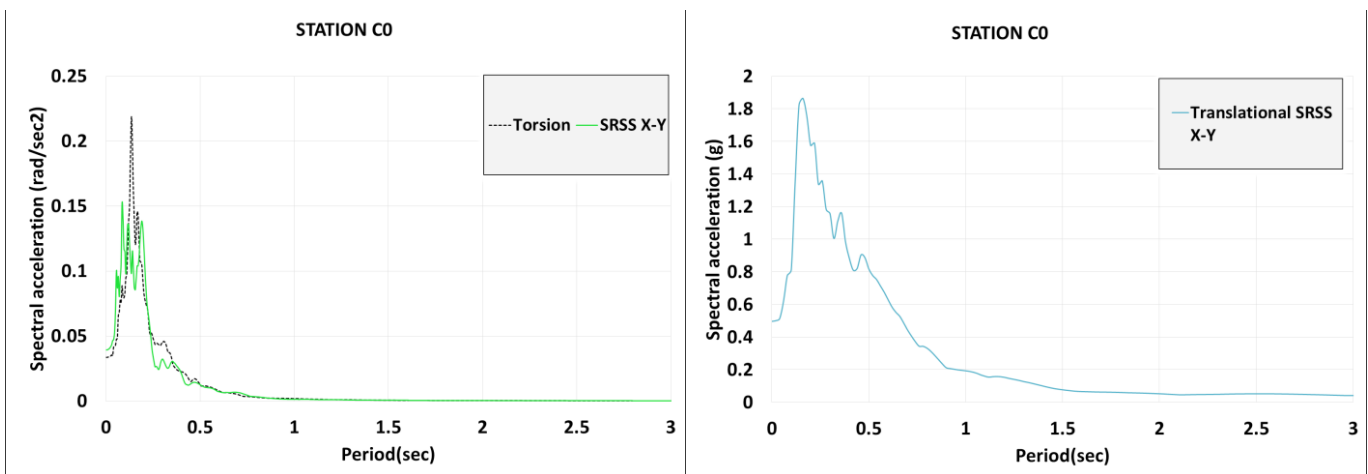 STATION C0
0.25
0.2
0.15
0.1
0.05
0
Spectral acceleration (rad/sec2)
Torsion SRSS X-Y
0 0.5 1 1.5 2 2.5 3
Period(sec)
STATION C0
2
1.8
1.6
1.4
1.2
1
0.8
0.6
0.4
0.2
0
Spectral acceleration (g)
Translational SRSS
X-Y
0 0.5 1 1.5 2 2.5 3
Period(sec)